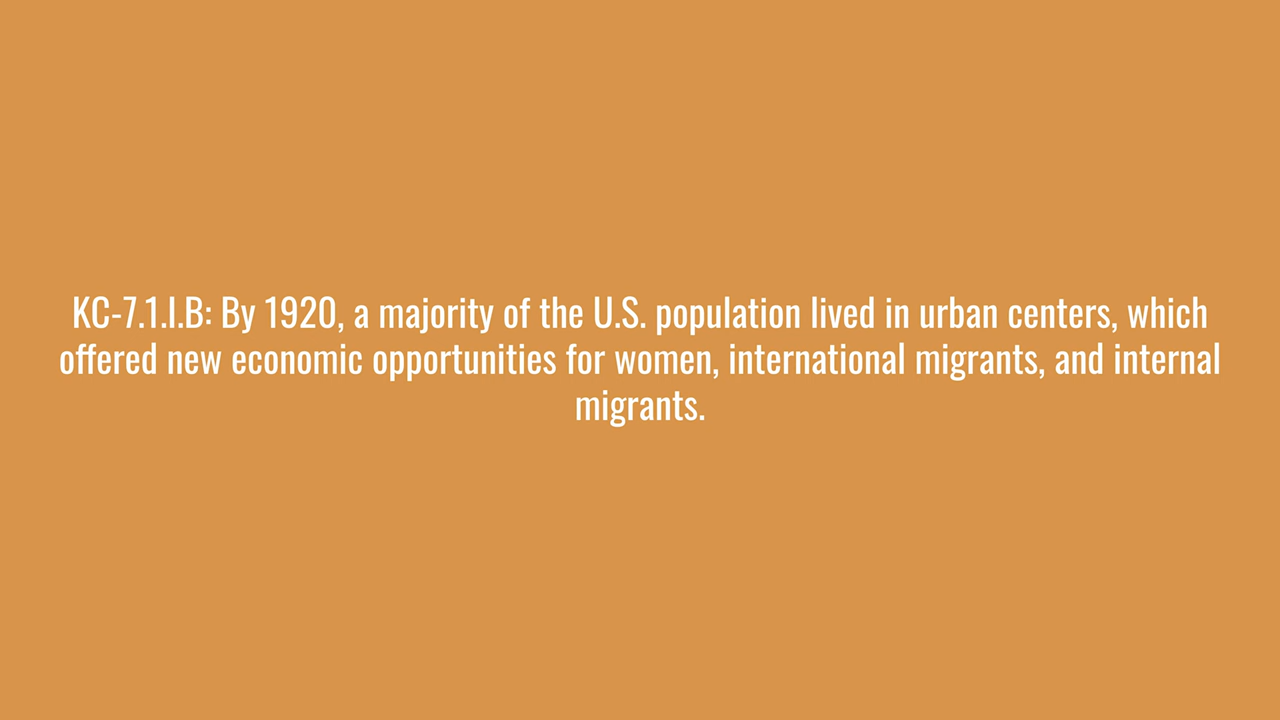 KC-7.1.I.B: By 1920, a majority of the U.S. population lived in urban centers, which
offered new economic opportunities for women, international migrants, and internal
migrants.